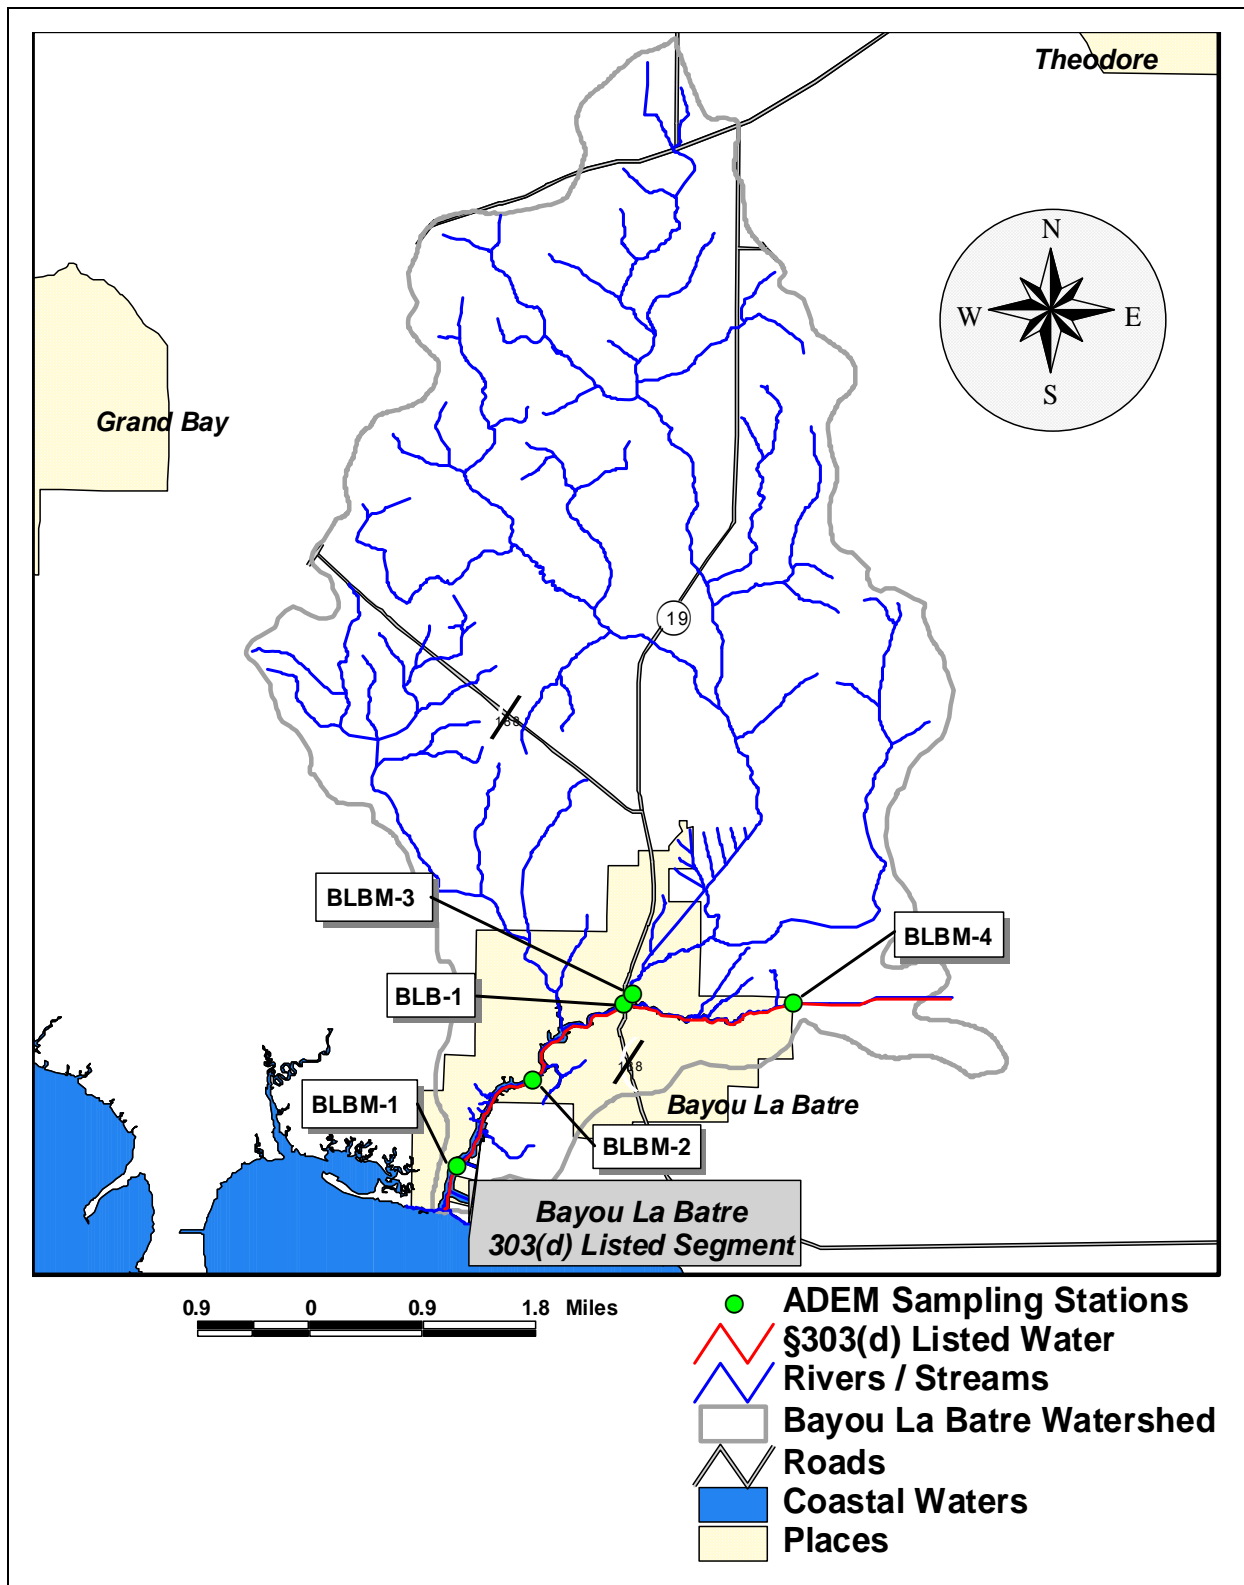 Theodore
N
W
E
S
Grand Bay
19
188
BLBM-3
BLBM-4
BLB-1
188
BLBM-1
Bayou La Batre
BLBM-2
Bayou La Batre
303(d) Listed Segment
0.9 0 0.9 1.8 Miles
ADEM Sampling Stations
§303(d) Listed Water
Rivers / Streams
Bayou La Batre Watershed
Roads
Coastal Waters
Places